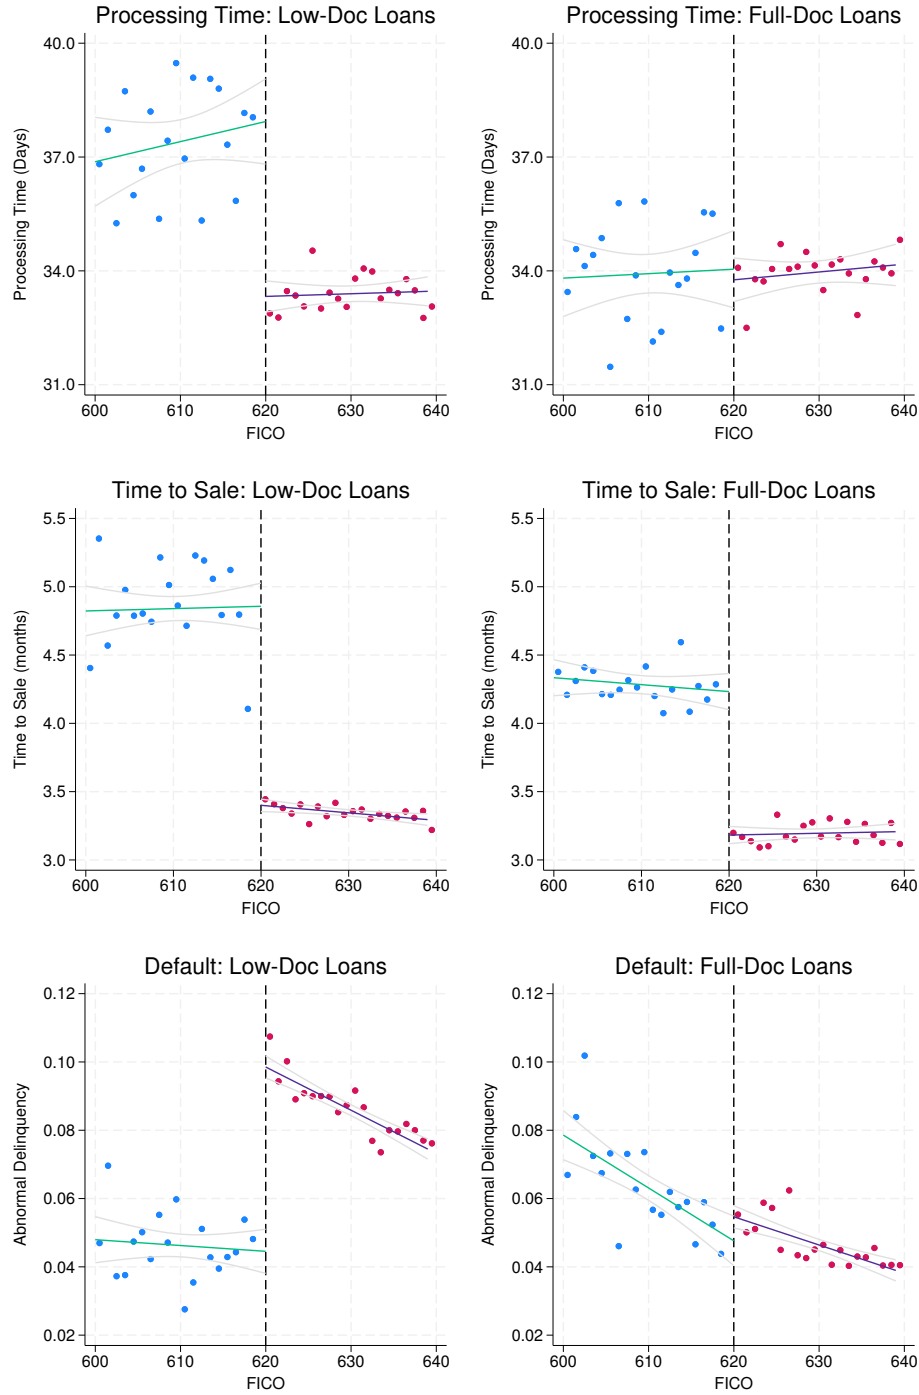 Processing Time: Low-Doc Loans
Processing Time (Days)
40.0
37.0
34.0
31.0
600 610 620 630 640
FICO
Processing Time: Full-Doc Loans
Processing Time (Days)
40.0
37.0
34.0
31.0
600 610 620 630 640
FICO
Time to Sale: Low-Doc Loans
Time to Sale (months)
5.5
5.0
4.5
4.0
3.5
3.0
600 610 620 630 640
FICO
Time to Sale: Full-Doc Loans
Time to Sale (months)
5.5
5.0
4.5
4.0
3.5
3.0
600 610 620 630 640
FICO
Default: Low-Doc Loans
Abnormal Delinquency
0.12
0.10
0.08
0.06
0.04
0.02
600 610 620 630 640
FICO
Default: Full-Doc Loans
Abnormal Delinquency
0.12
0.10
0.08
0.06
0.04
0.02
600 610 620 630 640
FICO